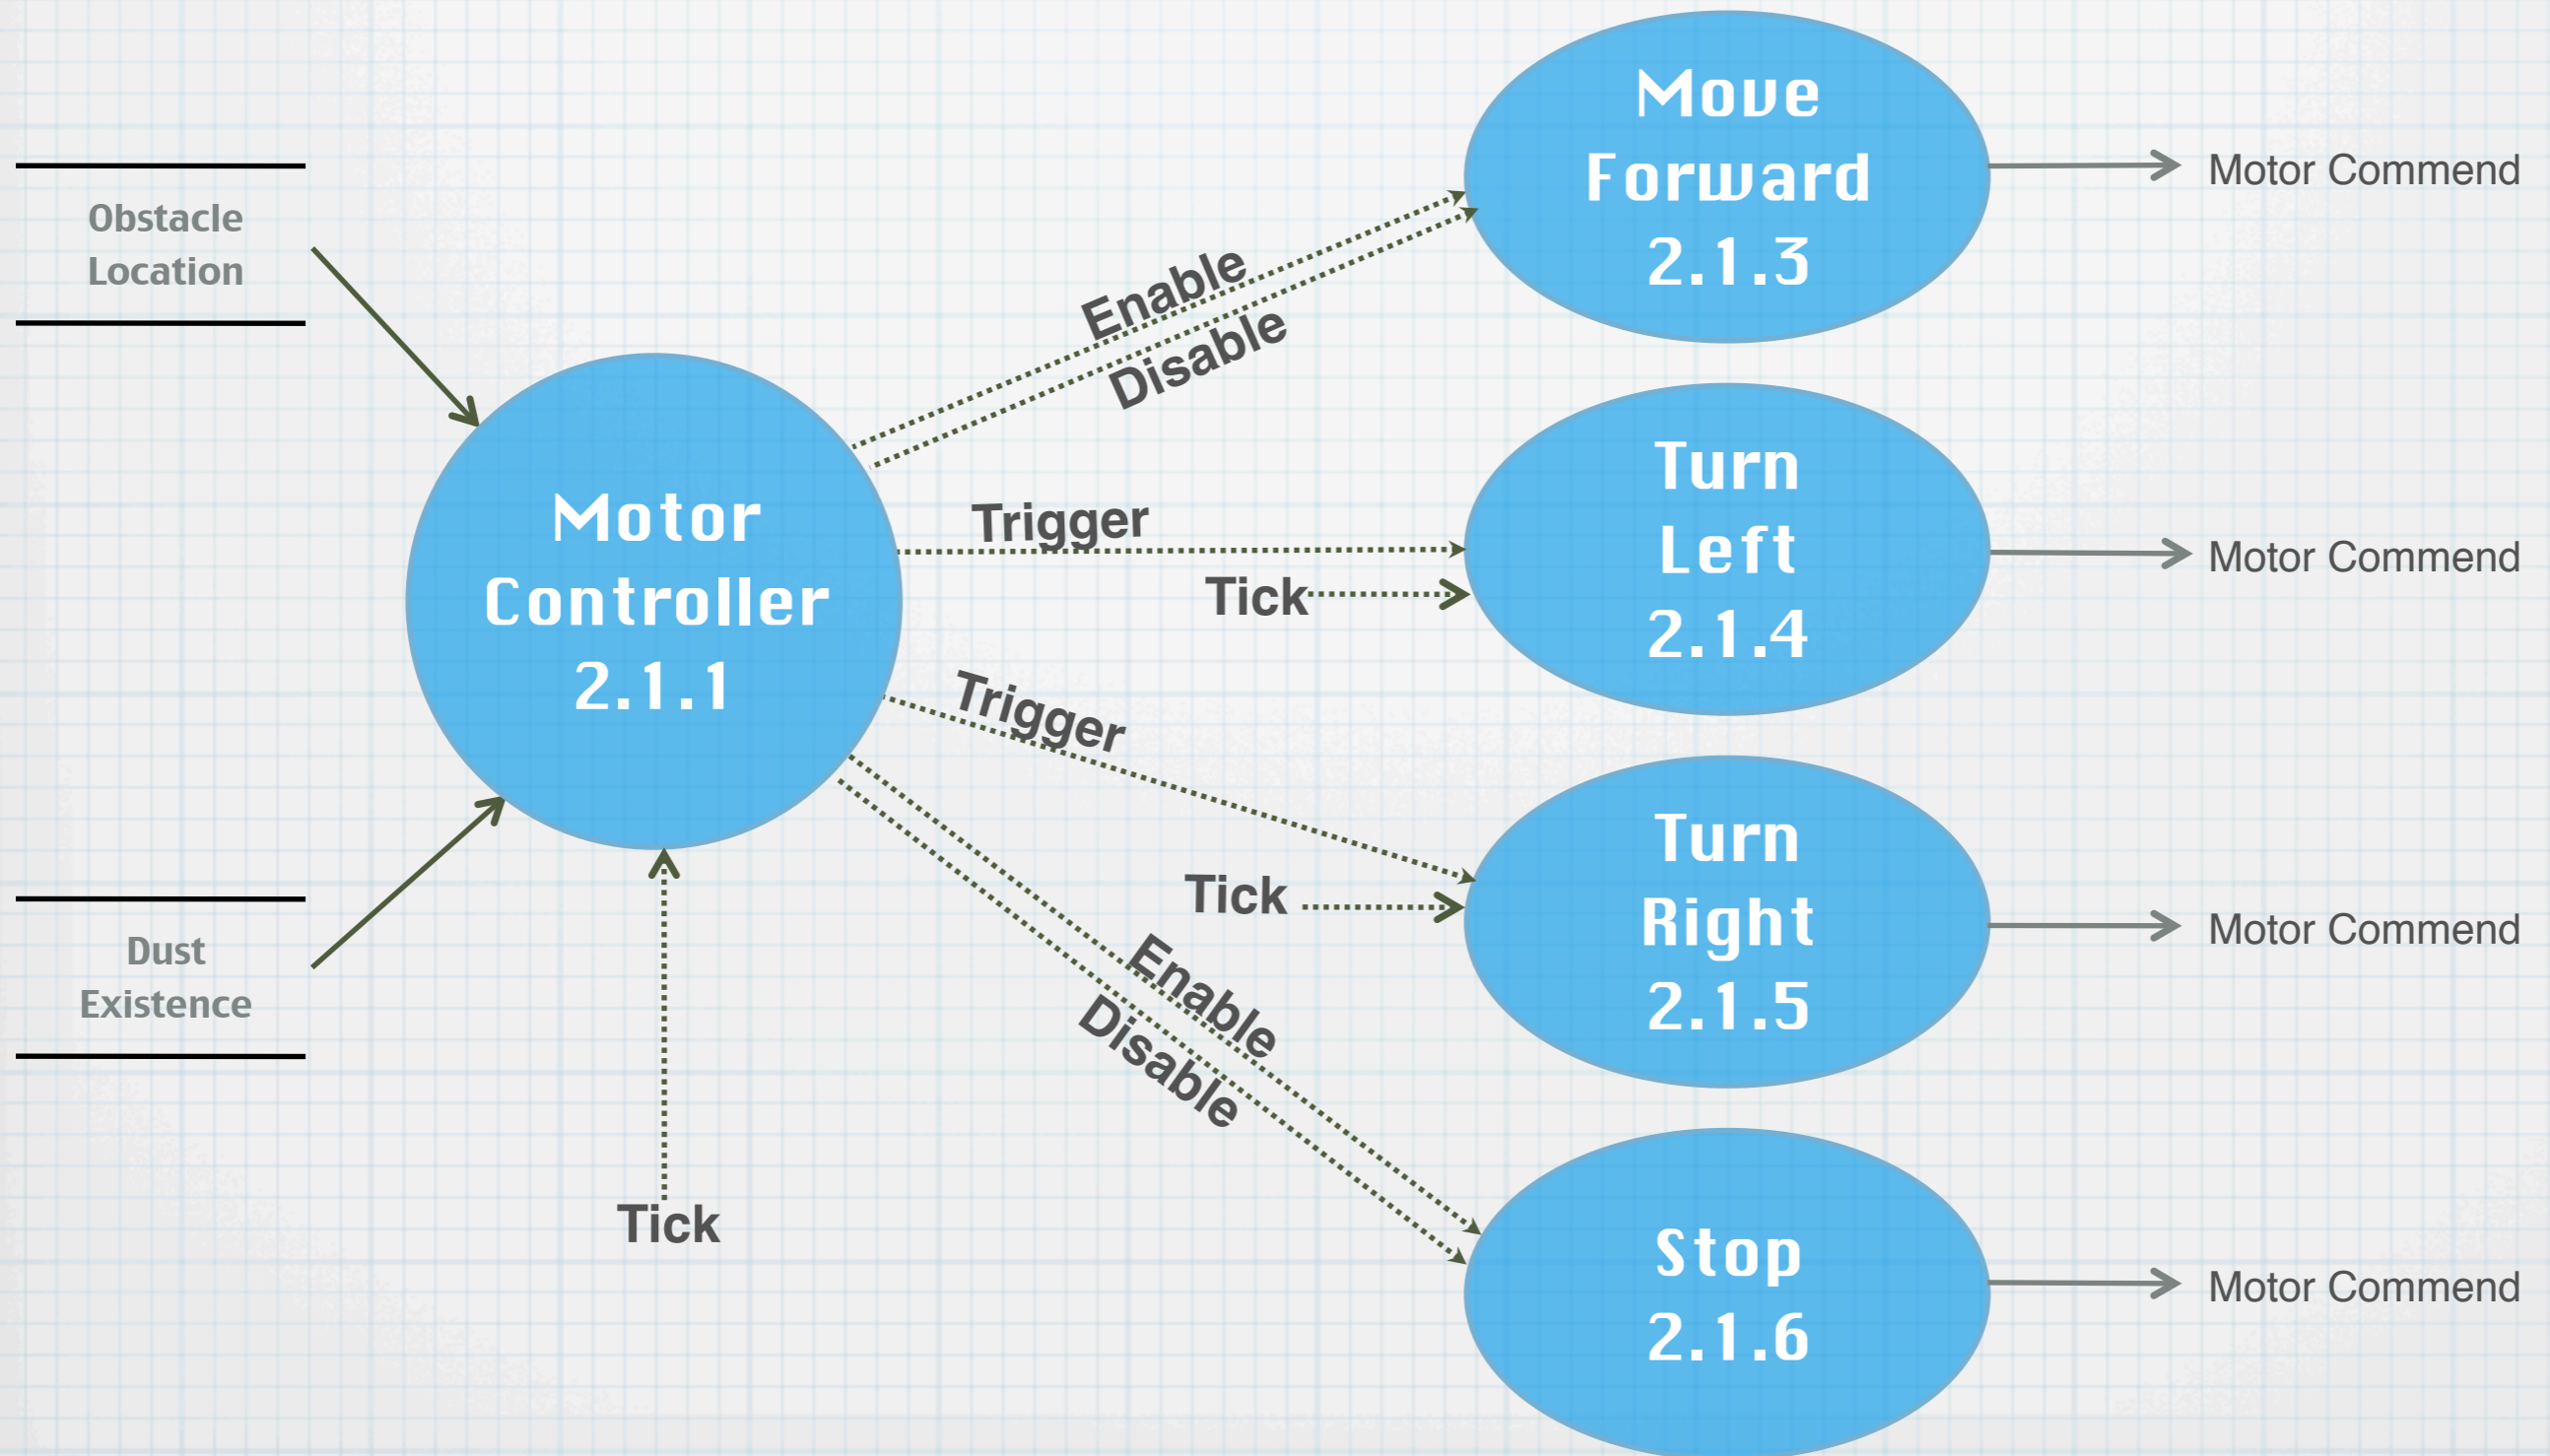 Move
Forward
2.1.3
Motor Commend
Obstacle
Location
Enable
Disable
Motor
Controller
2.1.1
Trigger
Tick
Turn
Left
2.1.4
Motor Commend
Trigger
Tick
Turn
Right
2.1.5
Motor Commend
Dust
Existence
Enable
Disable
Tick
Stop
2.1.6
Motor Commend